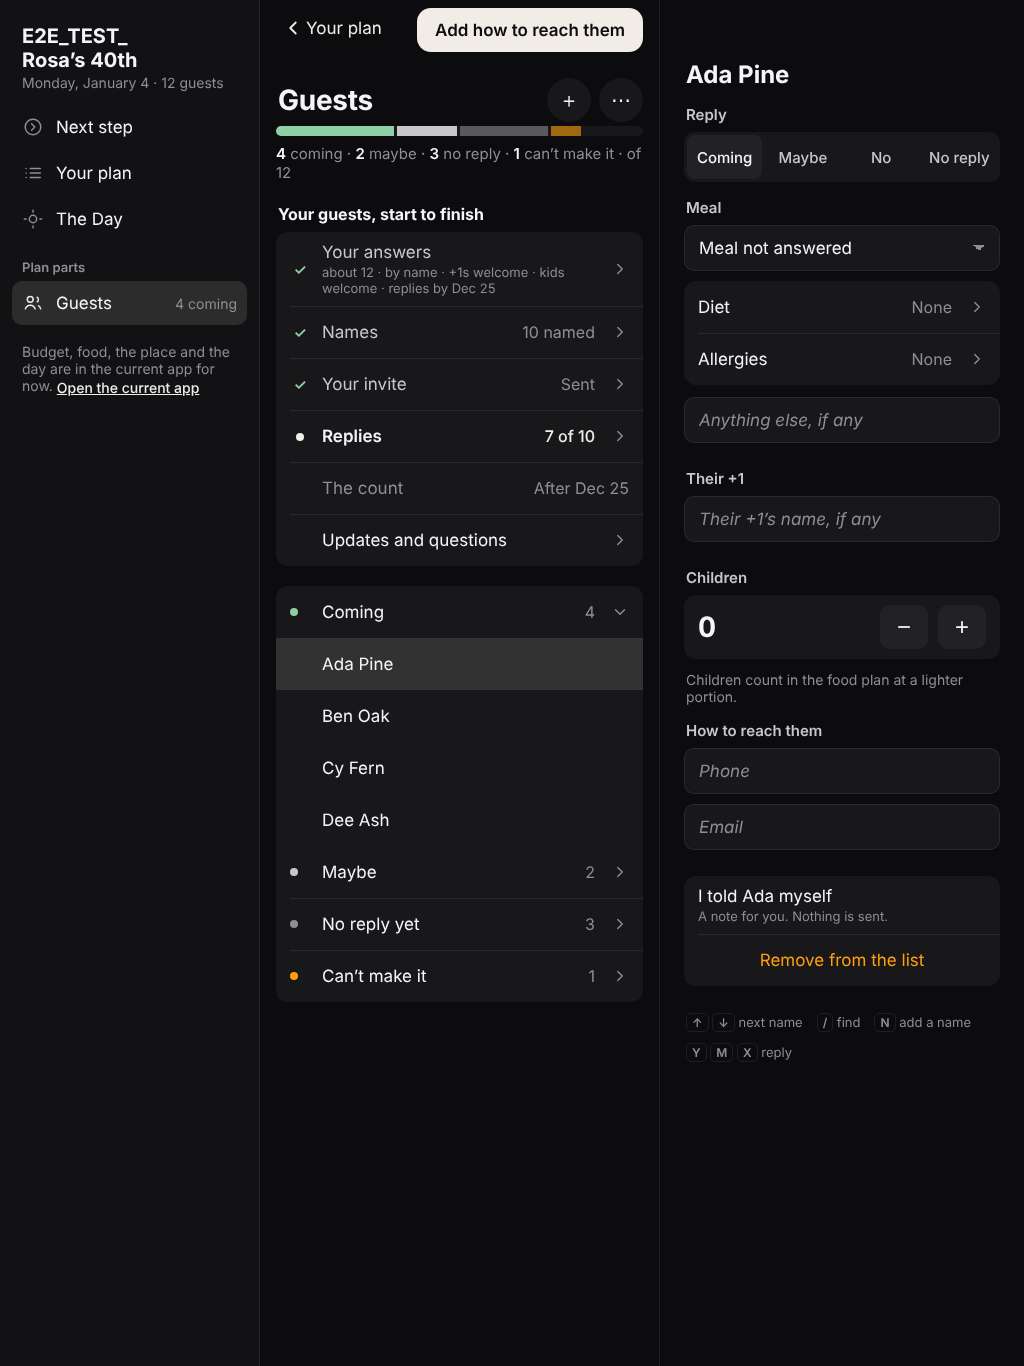 E2E_TEST_
Rosa’s 40th
Monday, January 4 · 12 guests
Next step
Your plan
The Day
Plan parts
Guests 4 coming
Budget, food, the place and the
day are in the current app for
now. Open the current app
Your plan
Add how to reach them
Guests
+ ···
4 coming · 2 maybe · 3 no reply · 1 can’t make it · of
12
Your guests, start to finish
Your answers
about 12 · by name · +1s welcome · kids
welcome · replies by Dec 25
Names 10 named
Your invite Sent
Replies 7 of 10
The count After Dec 25
Updates and questions
Coming 4
Ada Pine
Ben Oak
Cy Fern
Dee Ash
Maybe 2
No reply yet 3
Can’t make it 1
Ada Pine
Reply
Coming Maybe No No reply
Meal
Meal not answered
Diet None
Allergies None
Anything else, if any
Their +1
Their +1’s name, if any
Children
0 − +
Children count in the food plan at a lighter
portion.
How to reach them
Phone
Email
I told Ada myself
A note for you. Nothing is sent.
Remove from the list
↑ ↓ next name / find N add a name
Y M X reply